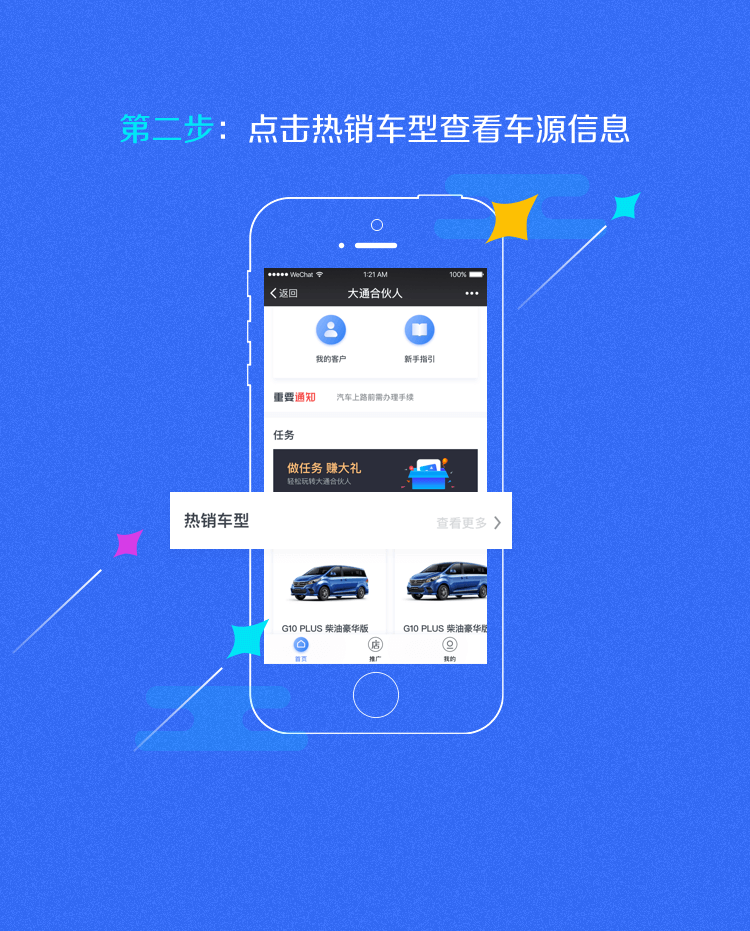 第二步：点击热销车型查看车源信息
WeChat 1:21 AM 100%
返回 大通合伙人
我的客户 新手指引
重要通知 汽车上路前需办理手续
任务
做任务 赚大礼
轻松玩转大通合伙人
热销车型 查看更多
G10 PLUS 柴油豪华版 G10 PLUS 柴油豪华版
店
首页 推广 我的